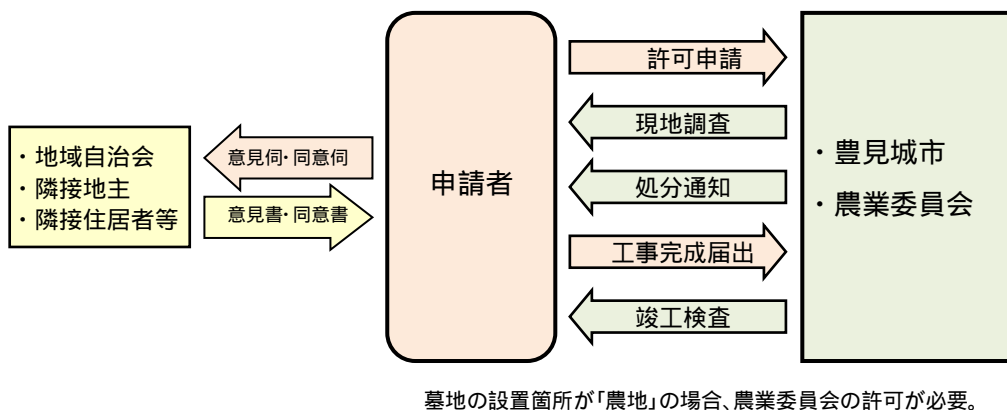 ・地域自治会
・隣接地主
・隣接住居者等
意見伺・同意伺
意見書・同意書
申請者
許可申請
現地調査
処分通知
工事完成届出
竣工検査
・豊見城市
・農業委員会
墓地の設置箇所が「農地」の場合、農業委員会の許可が必要。